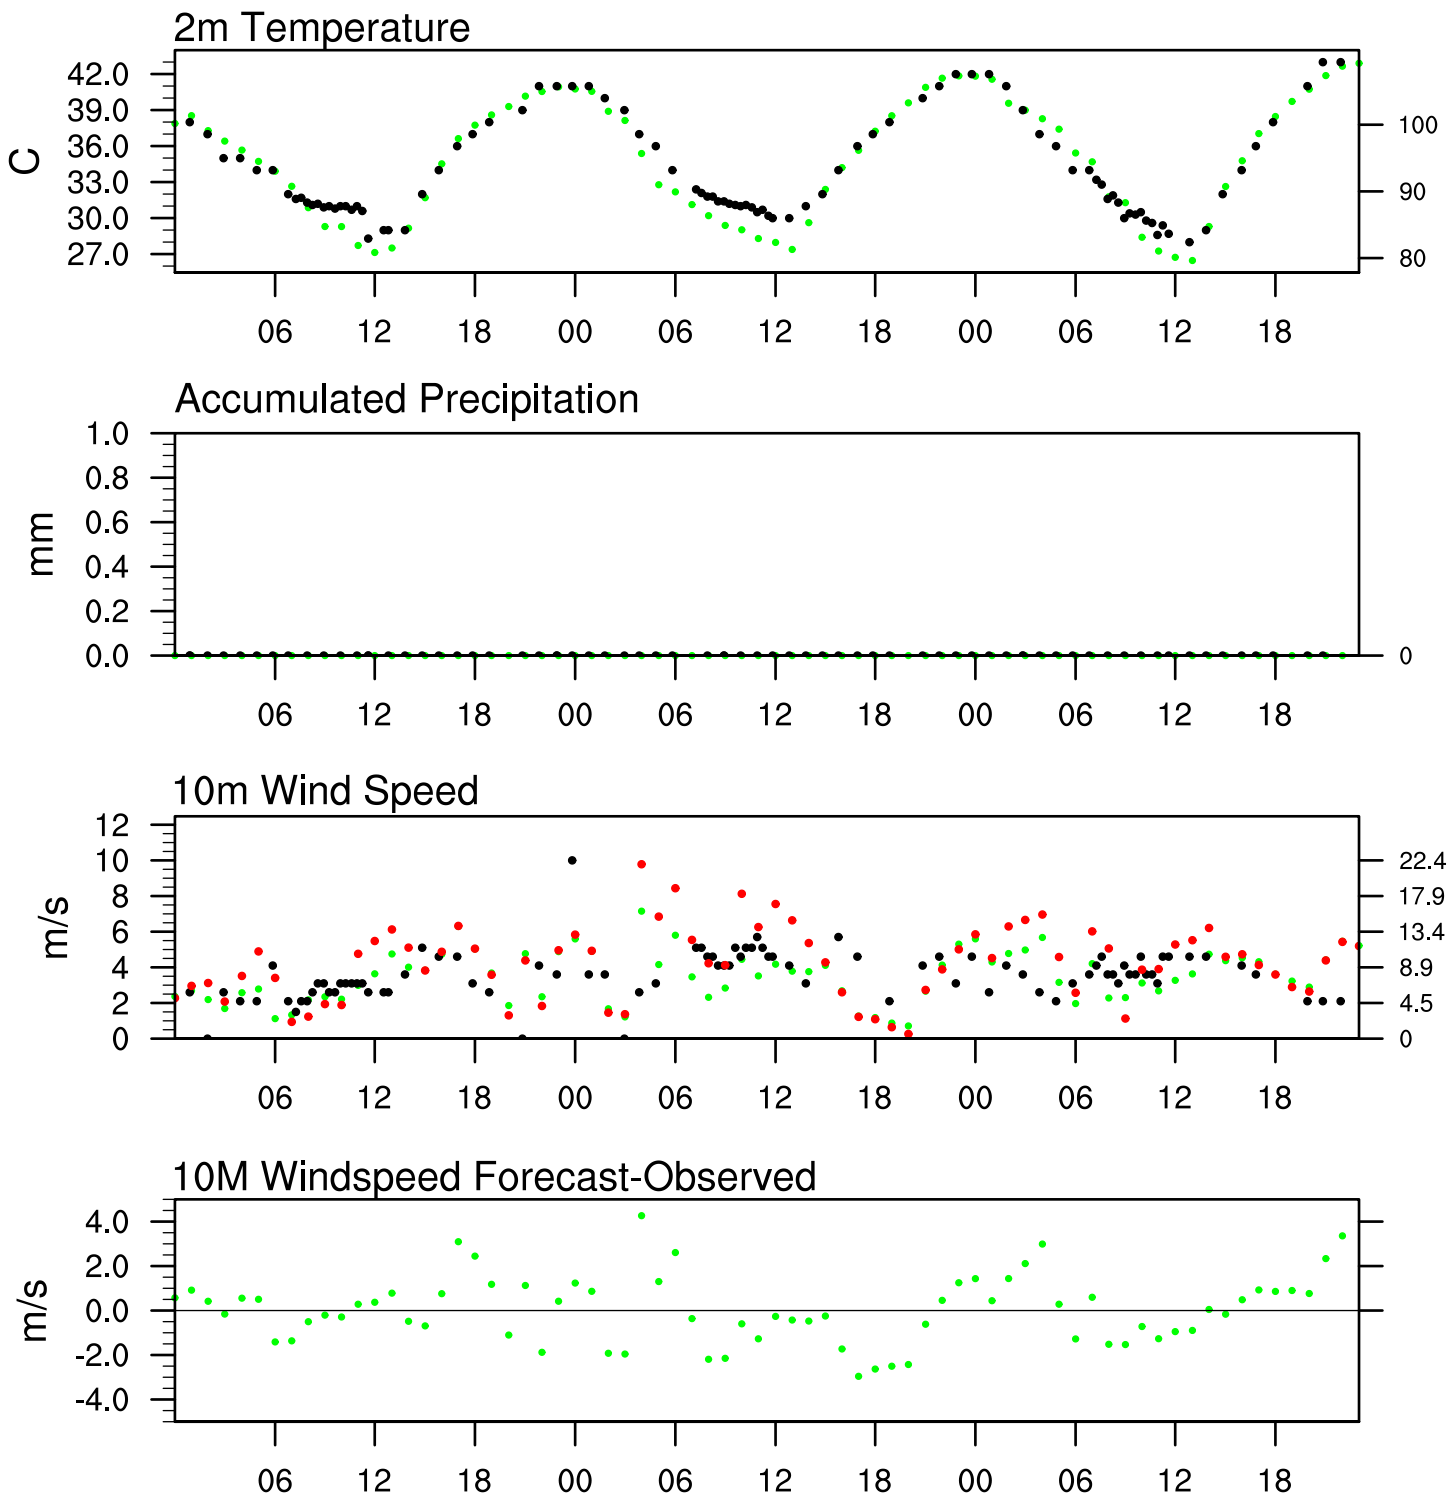 2m Temperature
42.0
39.0
36.0
33.0
30.0
27.0
C
100
90
80
06 12 18 00 06 12 18 00 06 12 18
Accumulated Precipitation
1.0
0.8
0.6
0.4
0.2
0.0
mm
0
06 12 18 00 06 12 18 00 06 12 18
10m Wind Speed
12
10
8
6
4
2
0
m/s
22.4
17.9
13.4
8.9
4.5
0
06 12 18 00 06 12 18 00 06 12 18
10M Windspeed Forecast-Observed
4.0
2.0
0.0
-2.0
-4.0
m/s
06 12 18 00 06 12 18 00 06 12 18